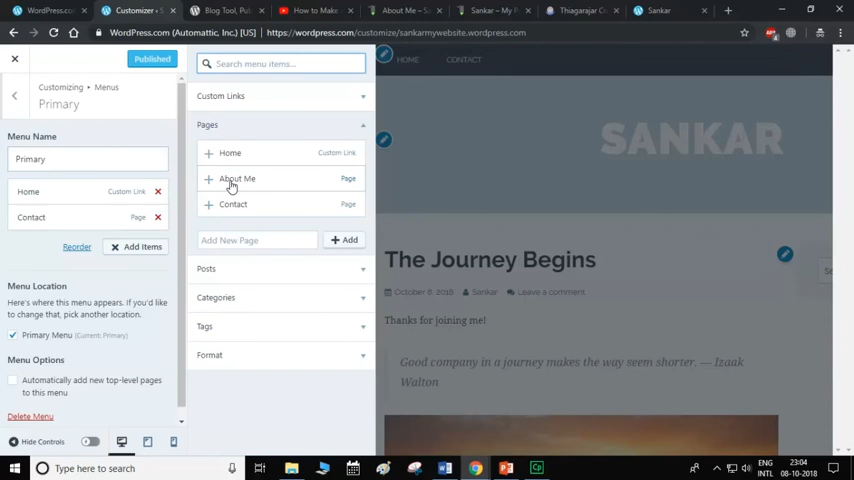 WordPress.com
Customizer
Blog Tool, Pub
How to Make
About Me – Sa
Sankar – My P
Thiagarajar C
Sankar
WordPress.com (Automattic, Inc.) [US]
https://wordpress.com/customize/sankarmywebsite.wordpress.com
Published
Customizing ▸ Menus
Primary
Menu Name
Primary
Home Custom Link
Contact Page
Reorder
Add Items
Menu Location
Here's where this menu appears. If you'd like to change that, pick another location.
Primary Menu (Current: Primary)
Menu Options
Automatically add new top-level pages to this menu
Delete Menu
Hide Controls
Search menu items...
Custom Links
Pages
Home Custom Link
About Me Page
Contact Page
Add New Page
Add
Posts
Categories
Tags
Format
HOME CONTACT
SANKAR
The Journey Begins
October 8, 2018 Sankar Leave a comment
Thanks for joining me!
Good company in a journey makes the way seem shorter. — Izaak
Walton
Type here to search
ENG
INTL
23:04
08-10-2018